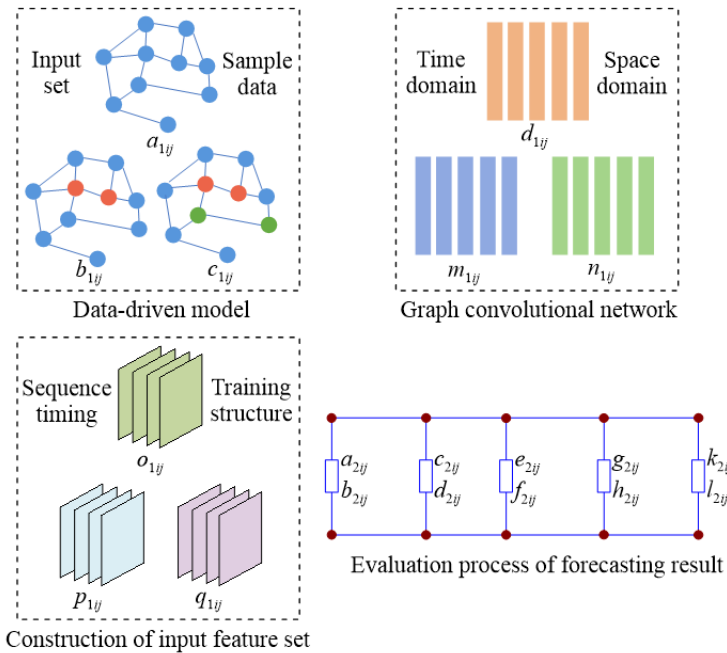 Input set
Sample data
a1ij
b1ij
c1ij
Data-driven model
Time domain
Space domain
d1ij
m1ij
n1ij
Graph convolutional network
Sequence timing
Training structure
o1ij
p1ij
q1ij
Construction of input feature set
a2ij
b2ij
c2ij
d2ij
e2ij
f2ij
g2ij
h2ij
k2ij
l2ij
Evaluation process of forecasting result